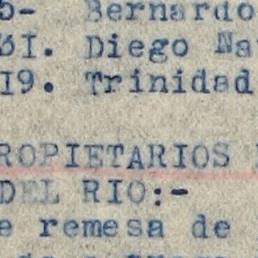 5- Bernardo
31. Diego Na
19. Trinidad
ROPIETARIOS
DEL RIO:-
e remesa de